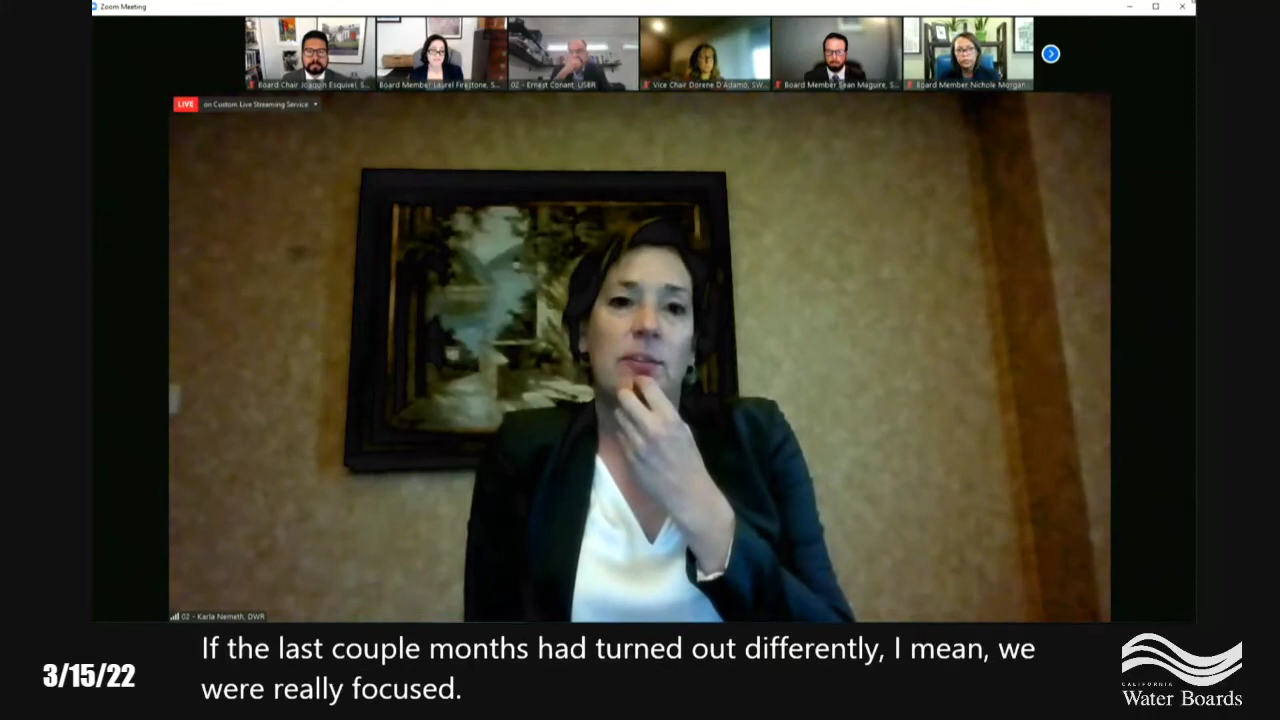 Zoom Meeting
Board Chair Joaquin Esquivel, S...
Board Member Laurel Firestone, S...
02 - Ernest Conant, USBR
Vice Chair Dorene D'Adamo, SW...
Board Member Sean Maguire, S...
Board Member Nichole Morgan...
LIVE on Custom Live Streaming Service
02 - Karla Nemeth, DWR
If the last couple months had turned out differently, I mean, we
were really focused.
3/15/22
CALIFORNIA
Water Boards